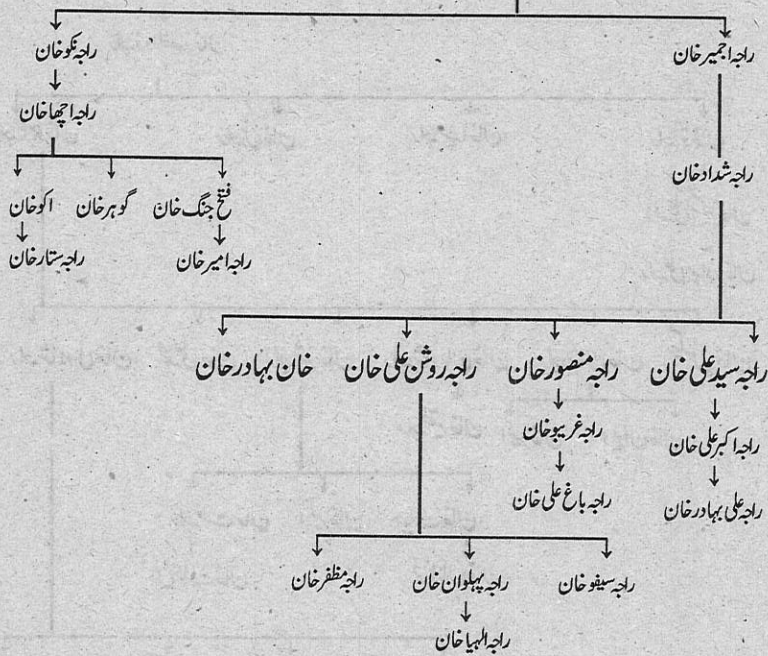 راجہ اجمیر خان
راجہ نکو خان
راجہ اچھا خان
راجہ شداد خان
فتح جنگ خان
گوہر خان
اکو خان
راجہ امیر خان
راجہ ستار خان
راجہ سید علی خان
راجہ منصور خان
راجہ روشن علی خان
خان بہادر خان
راجہ اکبر علی خان
راجہ غریبو خان
راجہ علی بہادر خان
راجہ باغ علی خان
راجہ سیفو خان
راجہ پہلوان خان
راجہ مظفر خان
راجہ الہیا خان